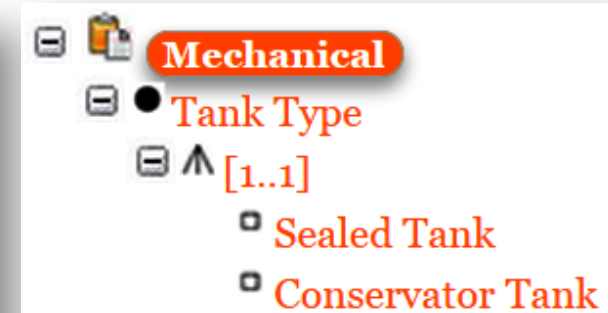 Mechanical
Tank Type
[1..1]
Sealed Tank
Conservator Tank